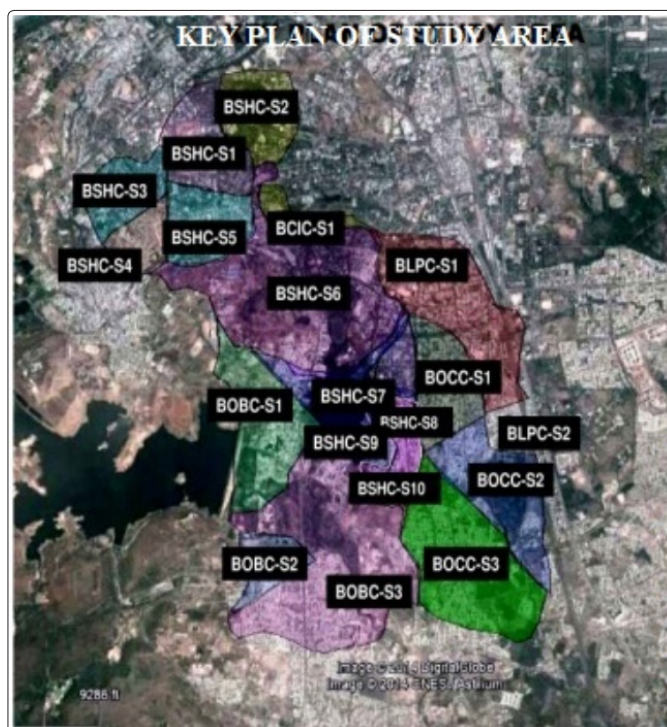 KEY PLAN OF STUDY AREA
BSHC-S2
BSHC-S1
BSHC-S3
BSHC-S5
BCIC-S1
BSHC-S4
BLPC-S1
BSHC-S6
BOCC-S1
BSHC-S7
BOBC-S1
BSHC-S8
BLPC-S2
BSHC-S9
BOCC-S2
BSHC-S10
BOBC-S2
BOCC-S3
BOBC-S3
Image © DigitalGlobe
Image © 2014 CNES / Astrium
9286 ft